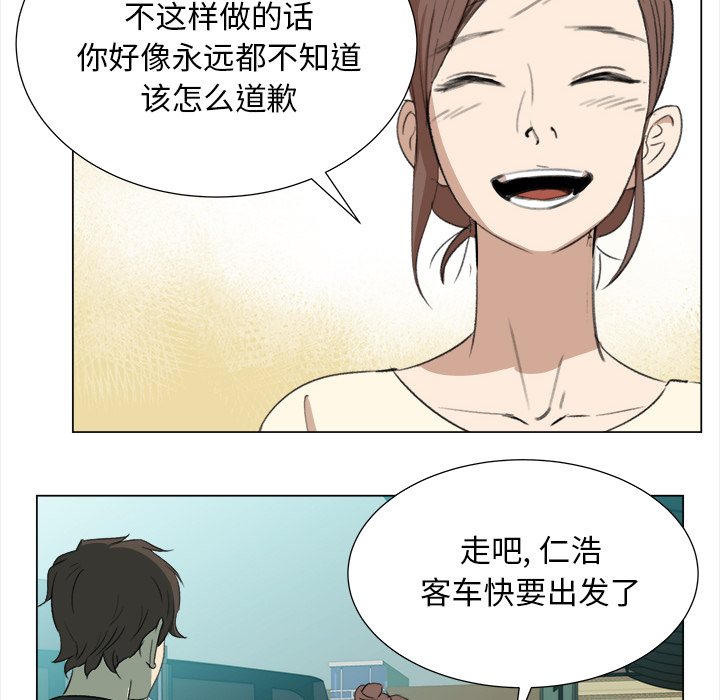 不这样做的话
你好像永远都不知道
该怎么道歉
走吧, 仁浩
客车快要出发了
1